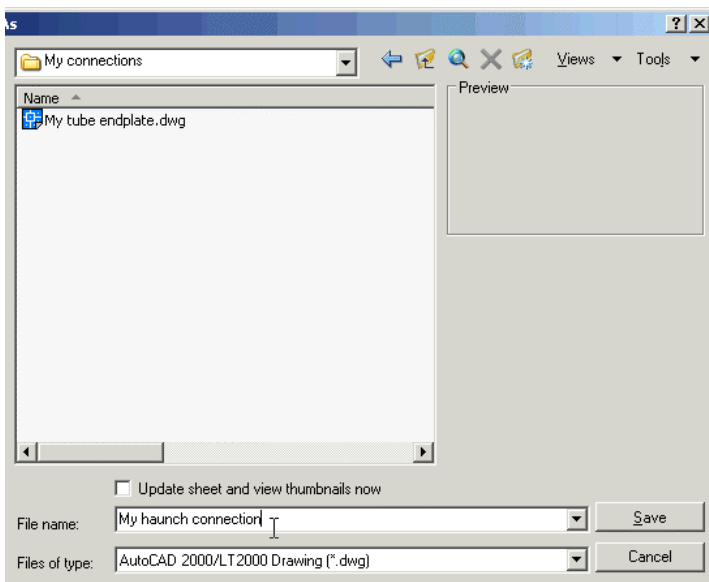 As
My connections
Views Tools
Name
Preview
My tube endplate.dwg
Update sheet and view thumbnails now
File name: My haunch connection Save
Files of type: AutoCAD 2000/LT2000 Drawing (*.dwg) Cancel